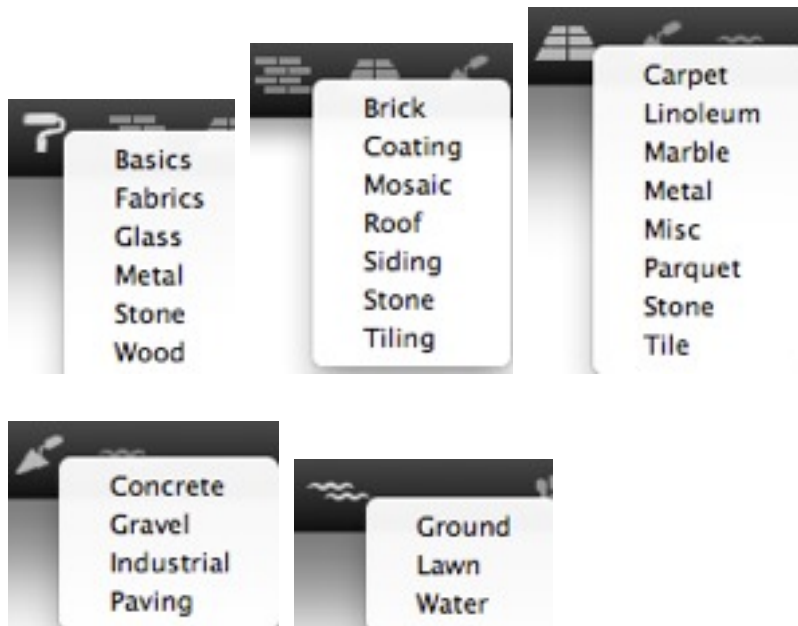 Basics
Fabrics
Glass
Metal
Stone
Wood
Brick
Coating
Mosaic
Roof
Siding
Stone
Tiling
Carpet
Linoleum
Marble
Metal
Misc
Parquet
Stone
Tile
Concrete
Gravel
Industrial
Paving
Ground
Lawn
Water